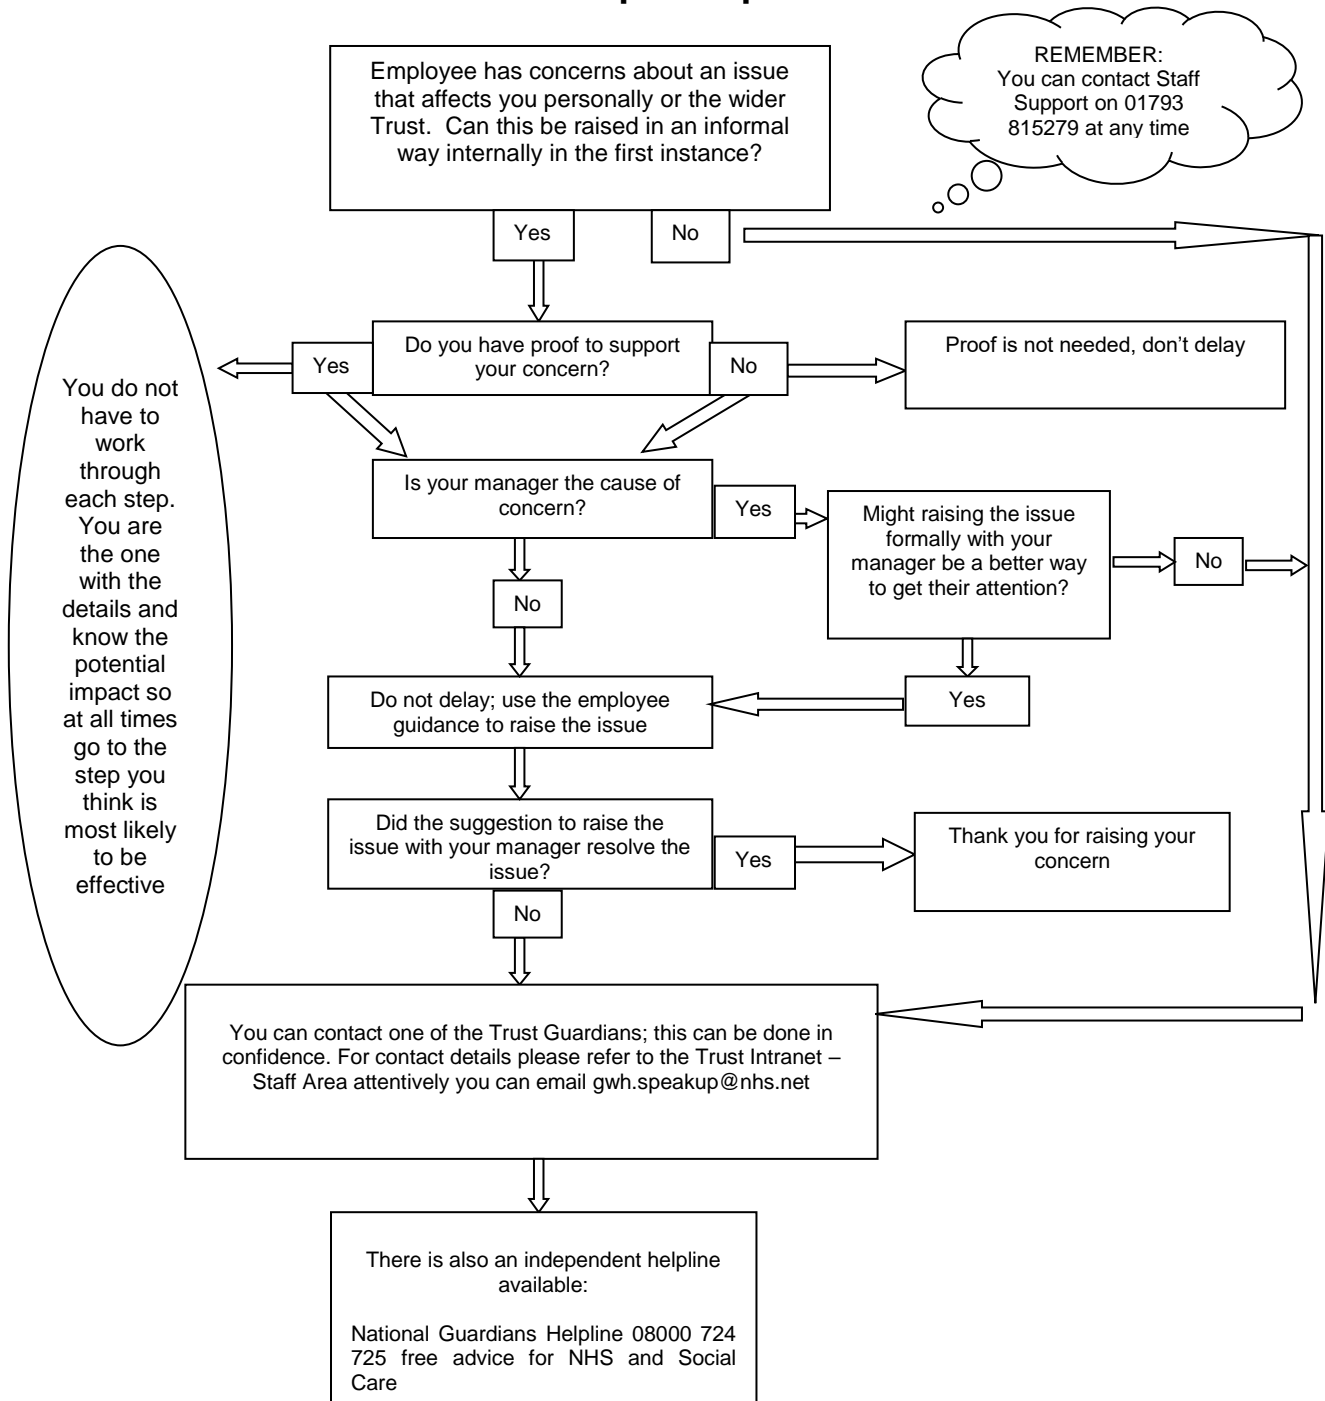 REMEMBER:
You can contact Staff
Support on 01793
815279 at any time
Employee has concerns about an issue
that affects you personally or the wider
Trust.  Can this be raised in an informal
way internally in the first instance?
Yes
No
Do you have proof to support
your concern?
Yes
No
Proof is not needed, don’t delay
You do not
have to
work
through
each step.
You are
the one
with the
details and
know the
potential
impact so
at all times
go to the
step you
think is
most likely
to be
effective
Is your manager the cause of
concern?
Yes
Might raising the issue
formally with your
manager be a better way
to get their attention?
No
No
Yes
Do not delay; use the employee
guidance to raise the issue
Did the suggestion to raise the
issue with your manager resolve the
issue?
Yes
Thank you for raising your
concern
No
You can contact one of the Trust Guardians; this can be done in
confidence. For contact details please refer to the Trust Intranet –
Staff Area attentively you can email gwh.speakup@nhs.net
There is also an independent helpline
available:
National Guardians Helpline 08000 724
725 free advice for NHS and Social
Care